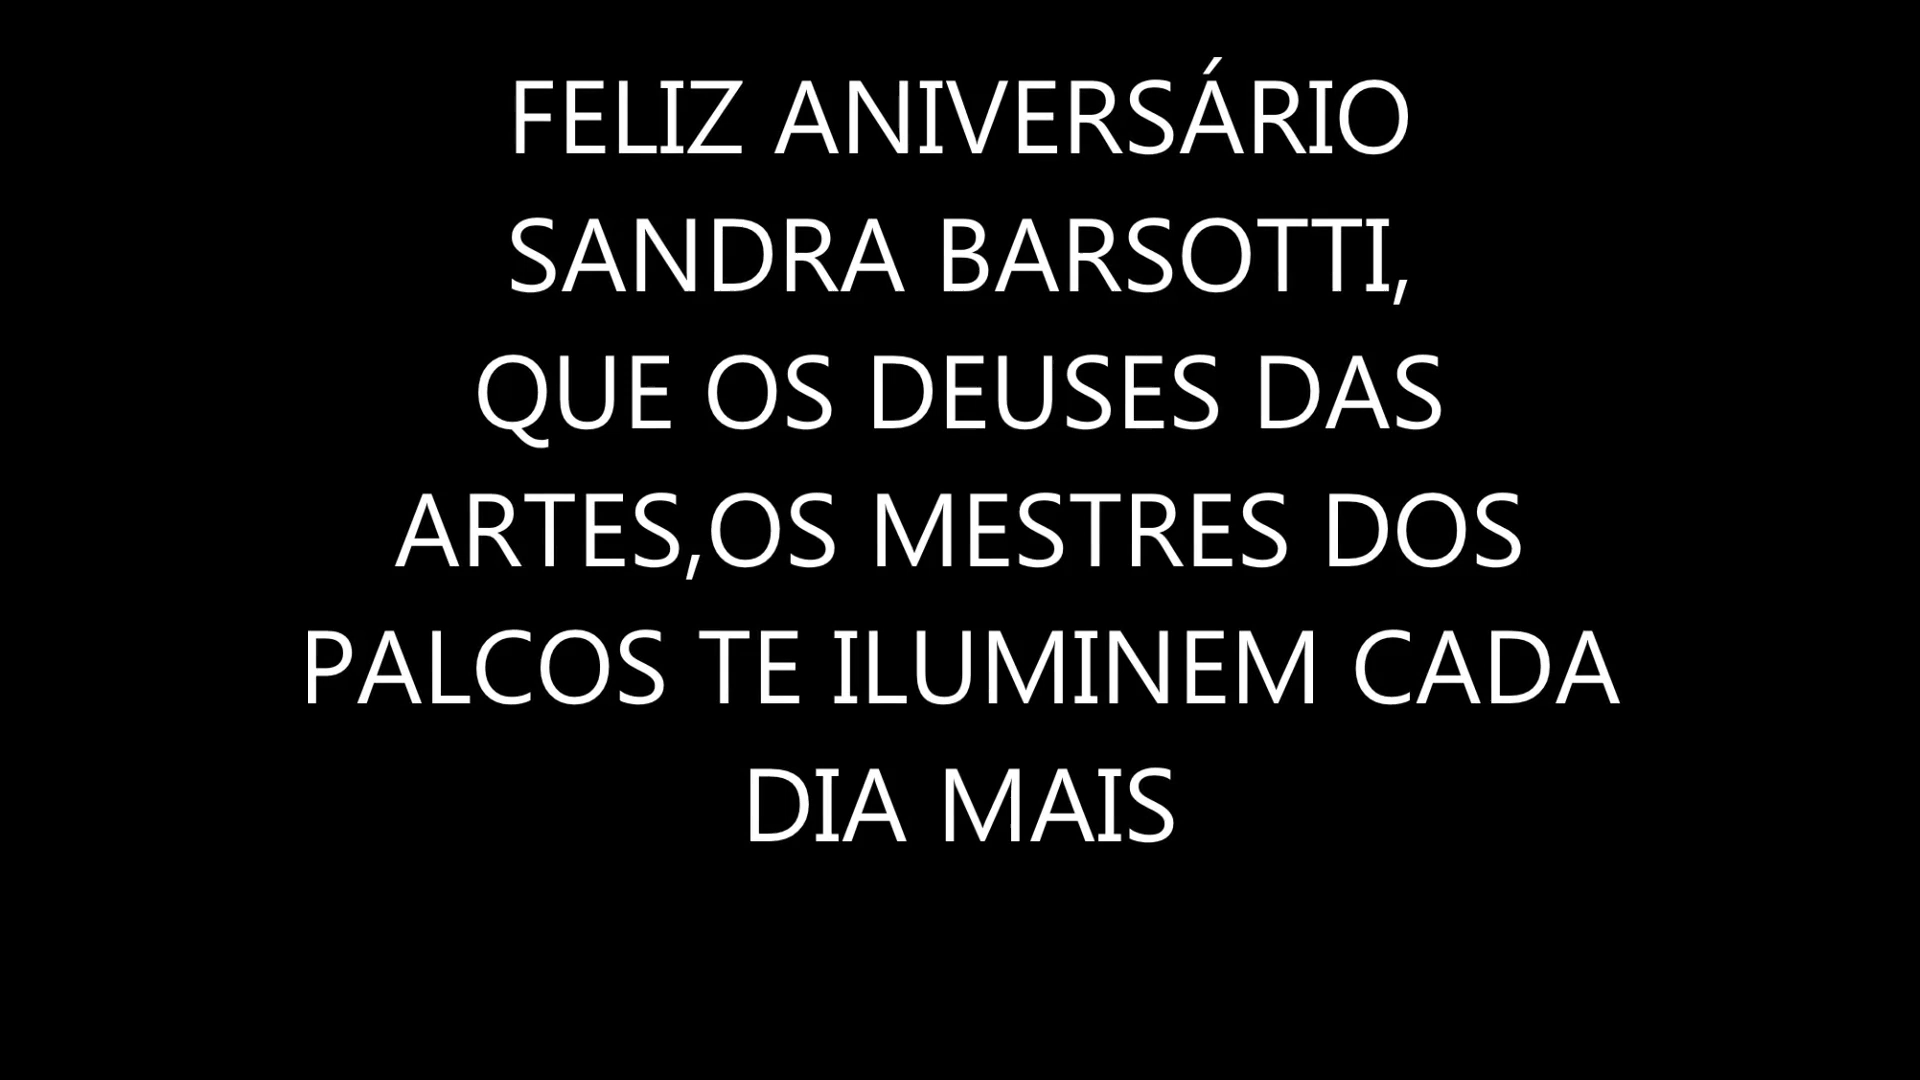 FELIZ ANIVERSÁRIO
SANDRA BARSOTTI,
QUE OS DEUSES DAS
ARTES,OS MESTRES DOS
PALCOS TE ILUMINEM CADA
DIA MAIS